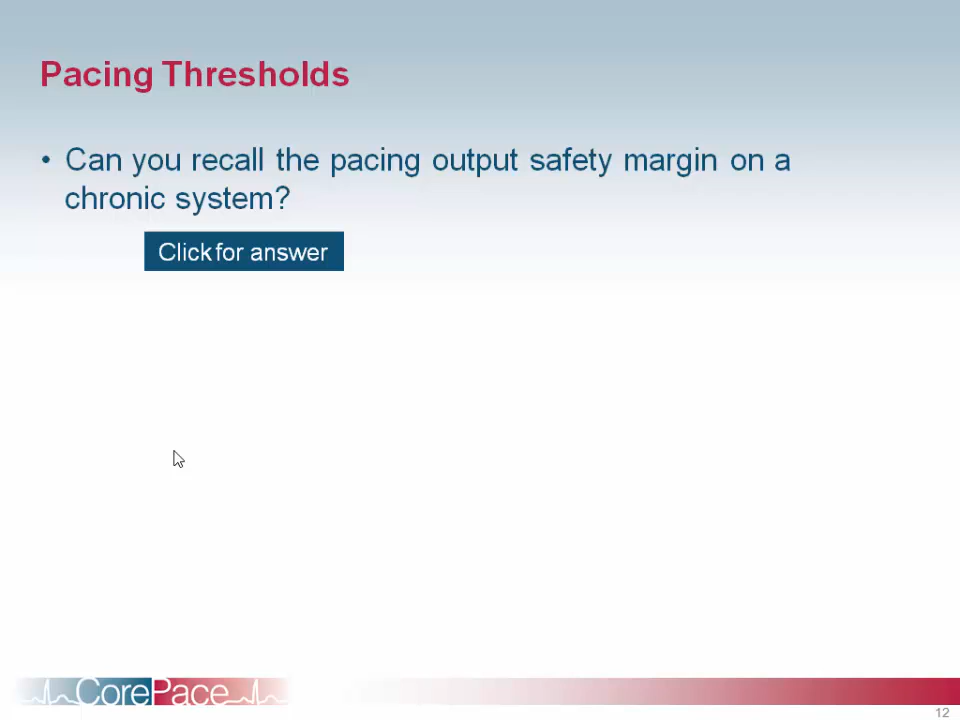 Pacing Thresholds
• Can you recall the pacing output safety margin on a
chronic system?
Click for answer
CorePace
12